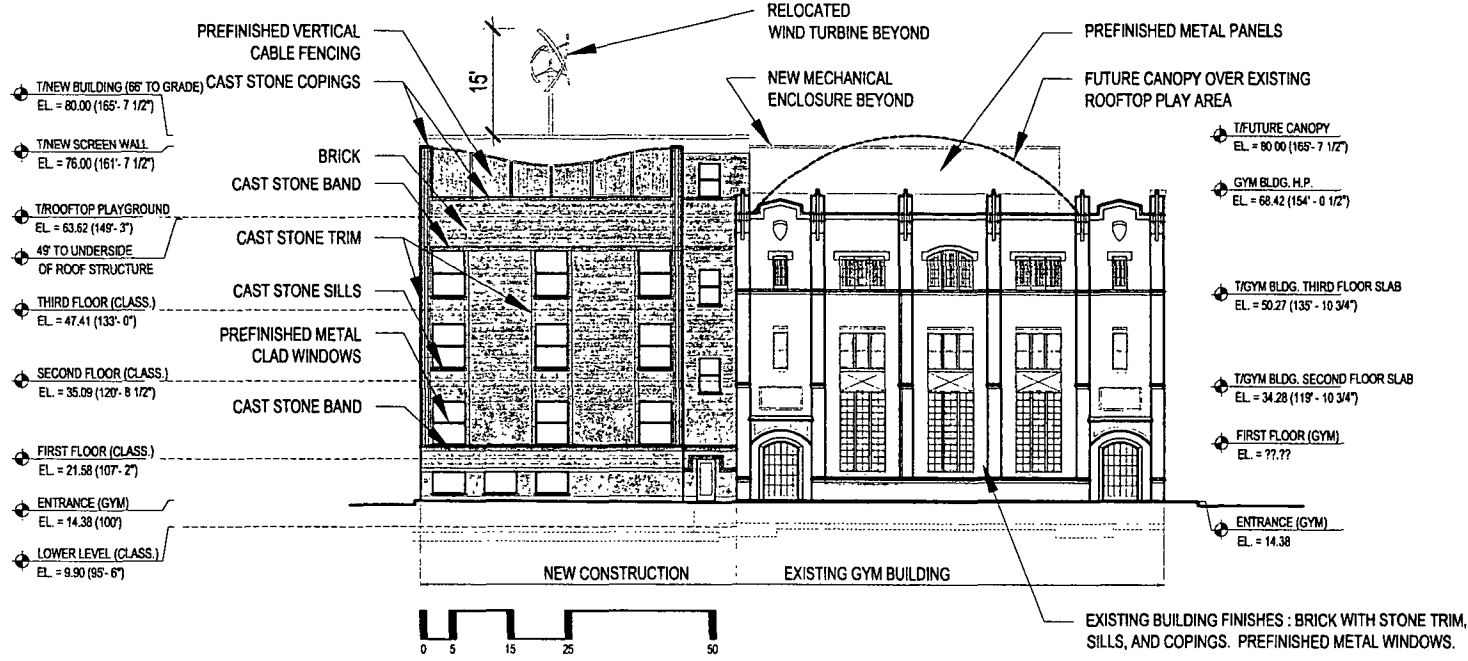 PREFINISHED VERTICAL
CABLE FENCING
CAST STONE COPINGS
BRICK
CAST STONE BAND
CAST STONE TRIM
CAST STONE SILLS
PREFINISHED METAL
CLAD WINDOWS
CAST STONE BAND
15'
RELOCATED
WIND TURBINE BEYOND
NEW MECHANICAL
ENCLOSURE BEYOND
PREFINISHED METAL PANELS
FUTURE CANOPY OVER EXISTING
ROOFTOP PLAY AREA
T/NEW BUILDING (66' TO GRADE)
EL. = 80.00 (165'- 7 1/2")
T/NEW SCREEN WALL
EL. = 76.00 (161'- 7 1/2")
T/ROOFTOP PLAYGROUND
EL. = 63.62 (149'- 3")
49' TO UNDERSIDE
OF ROOF STRUCTURE
THIRD FLOOR (CLASS.)
EL. = 47.41 (133'- 0")
SECOND FLOOR (CLASS.)
EL. = 35.09 (120'- 8 1/2")
FIRST FLOOR (CLASS.)
EL. = 21.58 (107'- 2")
ENTRANCE (GYM)
EL. = 14.38 (100')
LOWER LEVEL (CLASS.)
EL. = 9.90 (95'- 6")
T/FUTURE CANOPY
EL. = 80 00 (165'- 7 1/2")
GYM BLDG. H.P.
EL. = 68.42 (154' - 0 1/2")
T/GYM BLDG. THIRD FLOOR SLAB
EL. = 50.27 (135' - 10 3/4")
T/GYM BLDG. SECOND FLOOR SLAB
EL. = 34.28 (119' - 10 3/4")
FIRST FLOOR (GYM)
EL. = ??.??
ENTRANCE (GYM)
EL. = 14.38
NEW CONSTRUCTION
EXISTING GYM BUILDING
0 5 15 25 50
EXISTING BUILDING FINISHES : BRICK WITH STONE TRIM,
SILLS, AND COPINGS. PREFINISHED METAL WINDOWS.